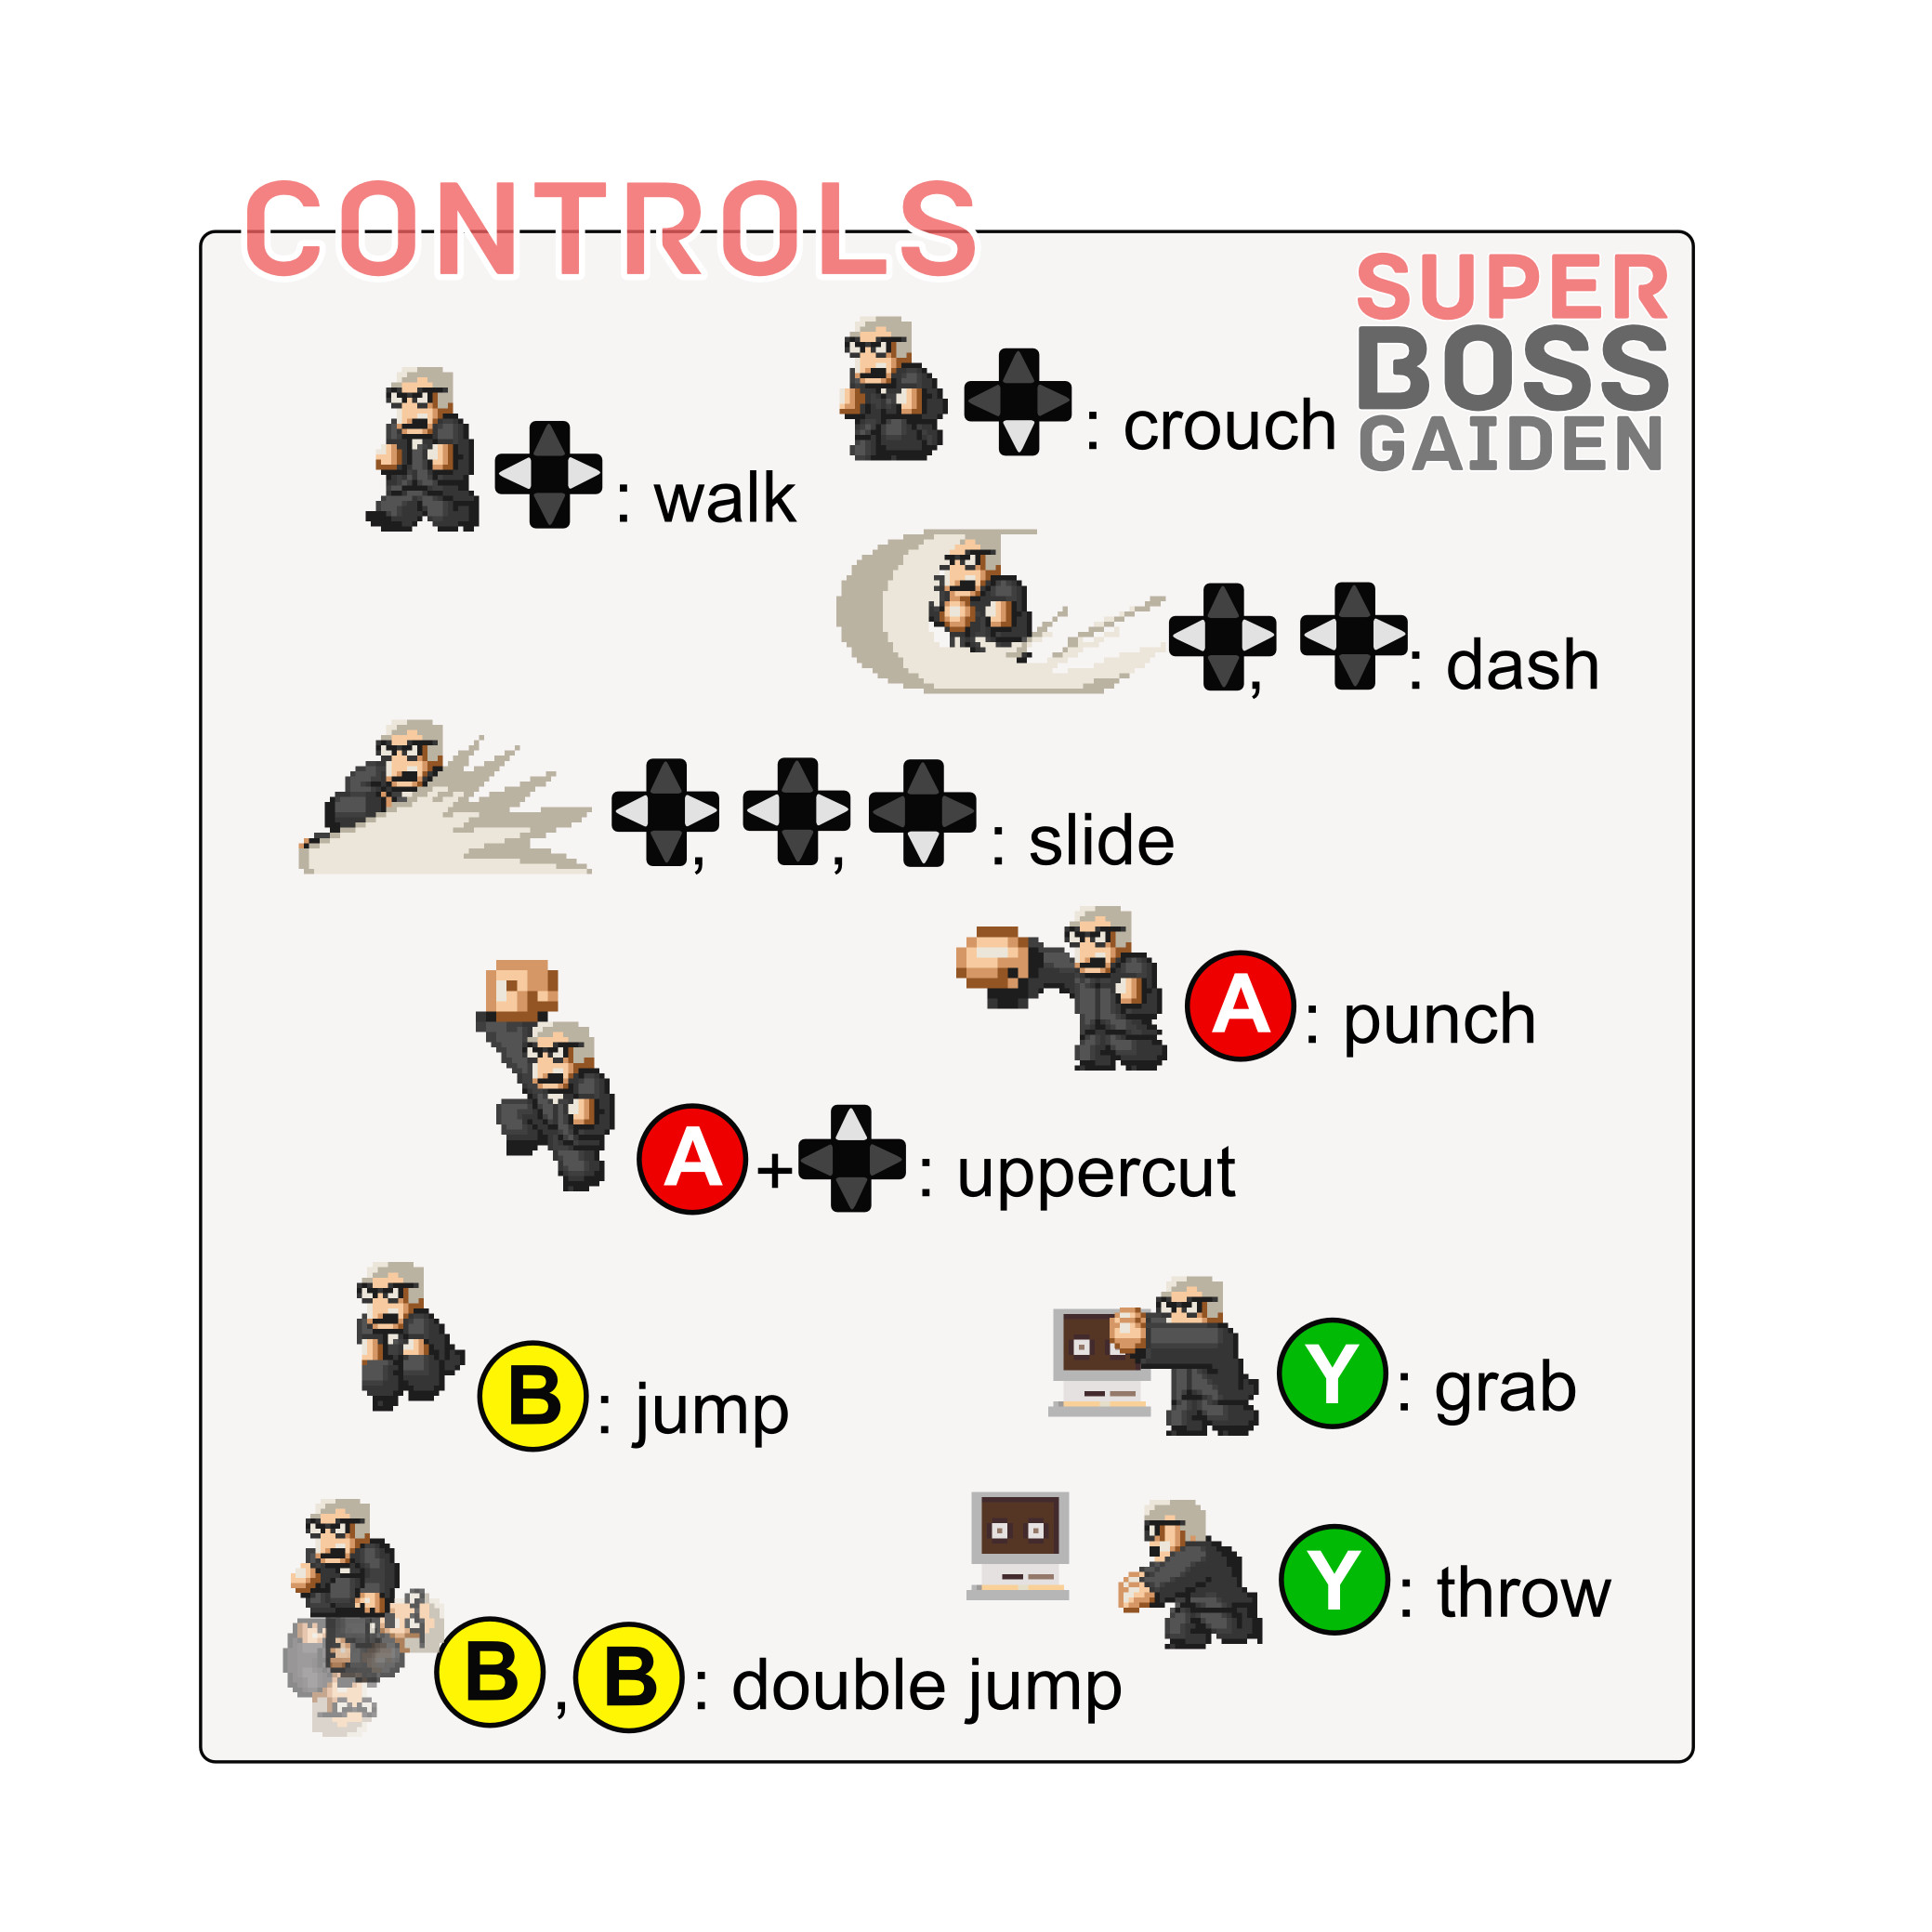 CONTROLS
SUPER
BOSS
GAIDEN
: crouch
: walk
, : dash
, , : slide
A : punch
A + : uppercut
B : jump
Y : grab
Y : throw
B , B : double jump